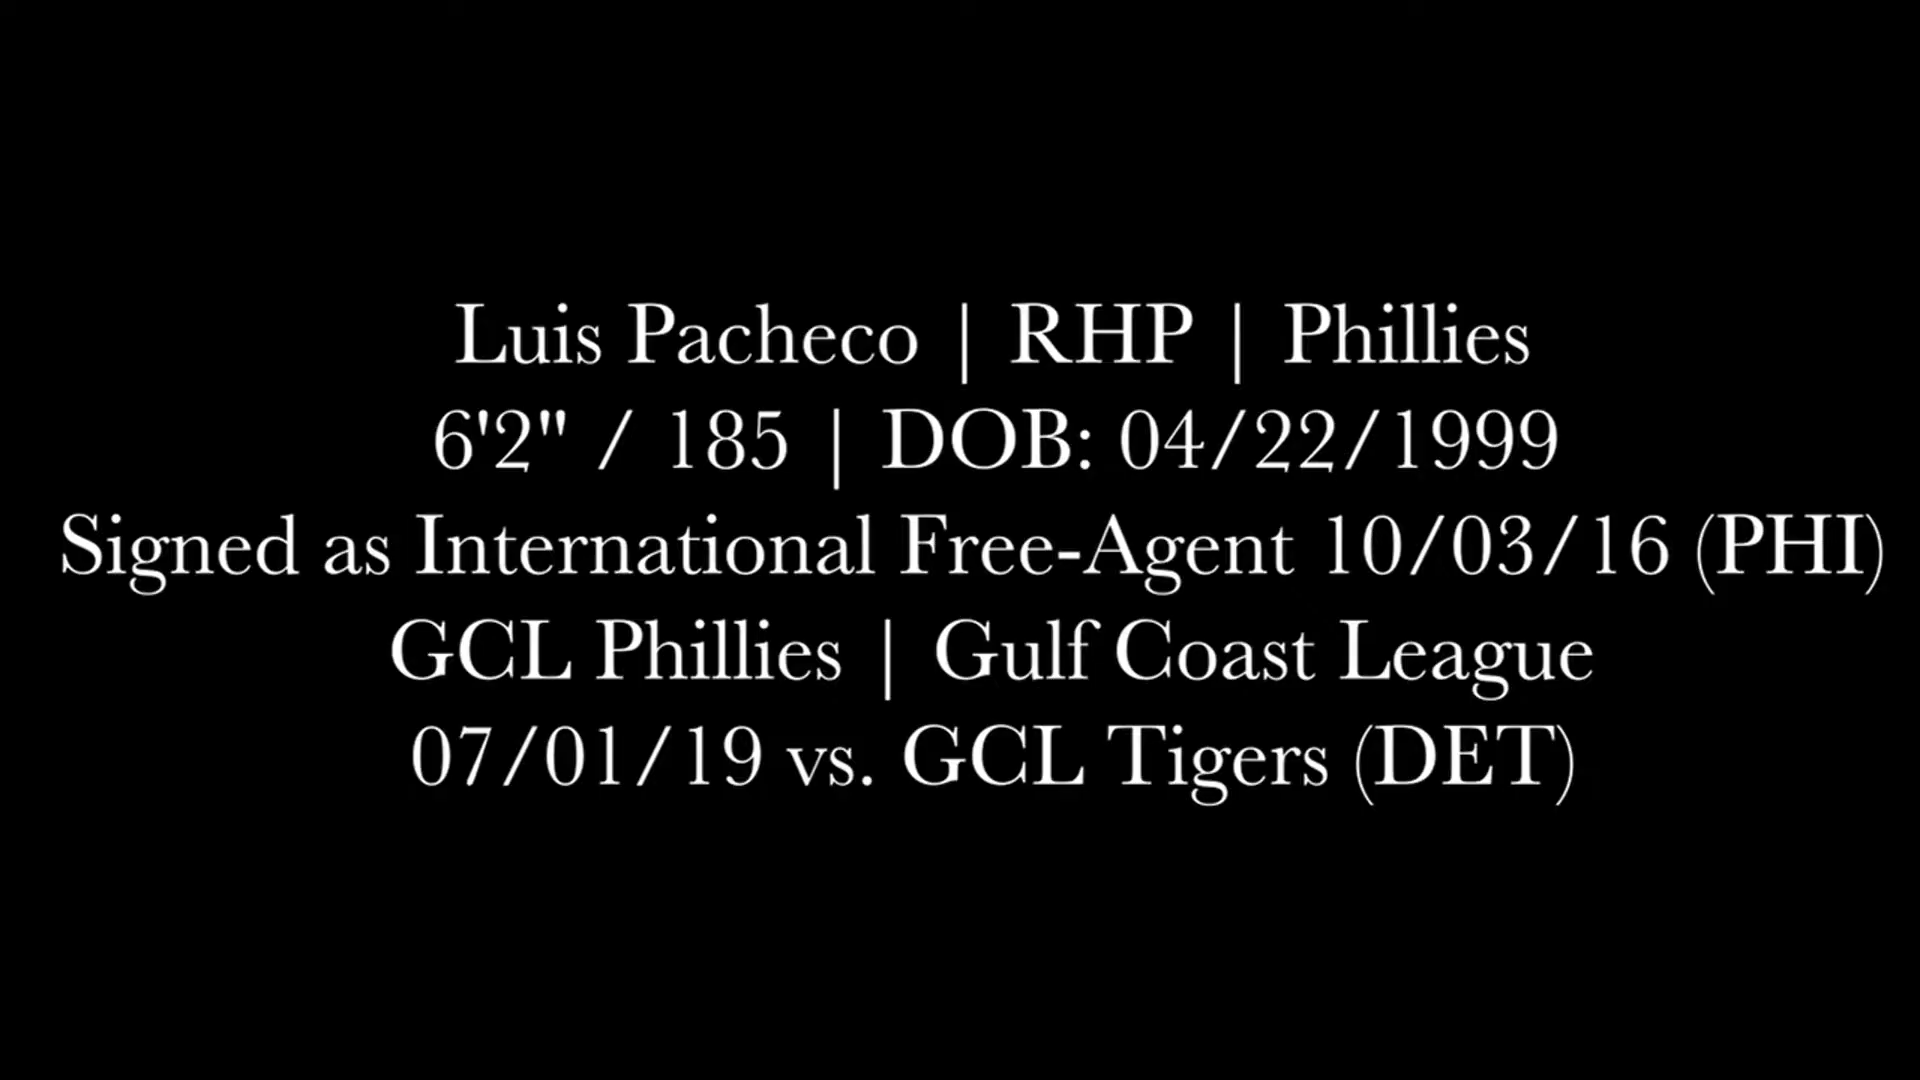 Luis Pacheco | RHP | Phillies
6'2" / 185 | DOB: 04/22/1999
Signed as International Free-Agent 10/03/16 (PHI)
GCL Phillies | Gulf Coast League
07/01/19 vs. GCL Tigers (DET)